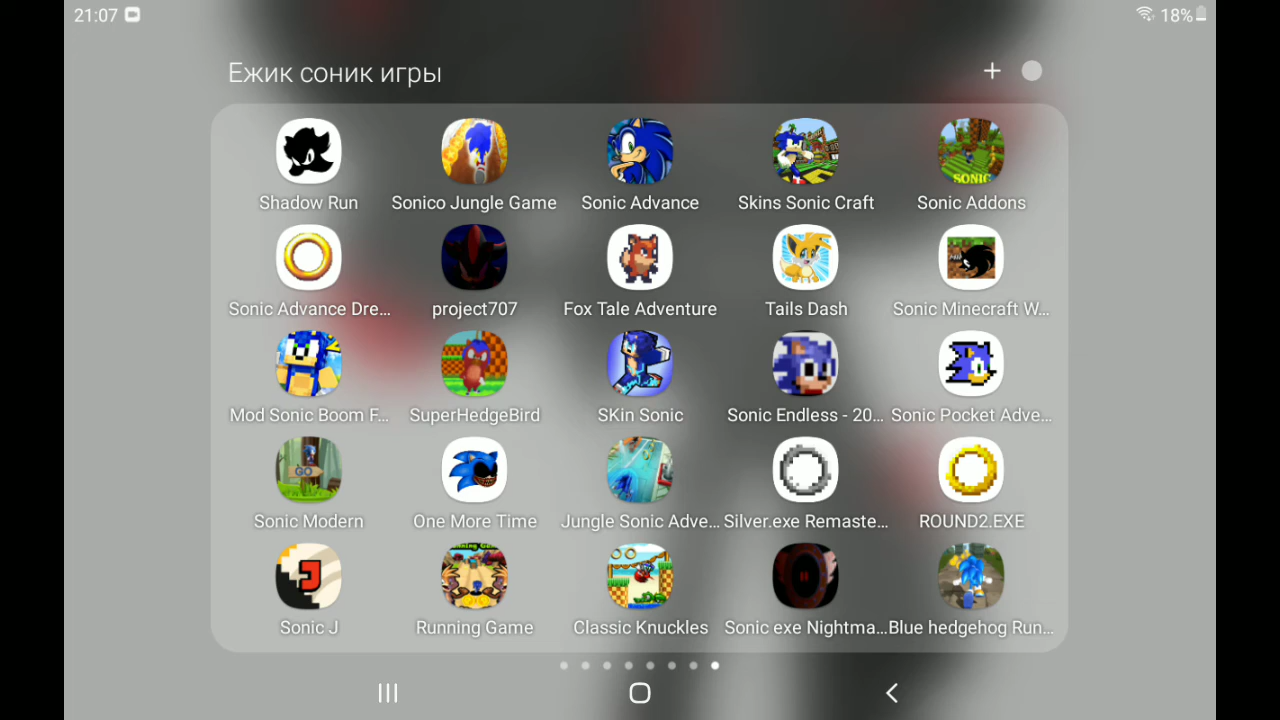 21:07 18%
Ежик соник игры
Shadow Run Sonico Jungle Game Sonic Advance Skins Sonic Craft Sonic Addons
SONIC
Sonic Advance Dre... project707 Fox Tale Adventure Tails Dash Sonic Minecraft W...
Mod Sonic Boom F... SuperHedgeBird SKin Sonic Sonic Endless - 20... Sonic Pocket Adve...
GO
Sonic Modern One More Time Jungle Sonic Adve... Silver.exe Remaste... ROUND2.EXE
Sonic J Running Game Classic Knuckles Sonic exe Nightma... Blue hedgehog Run...